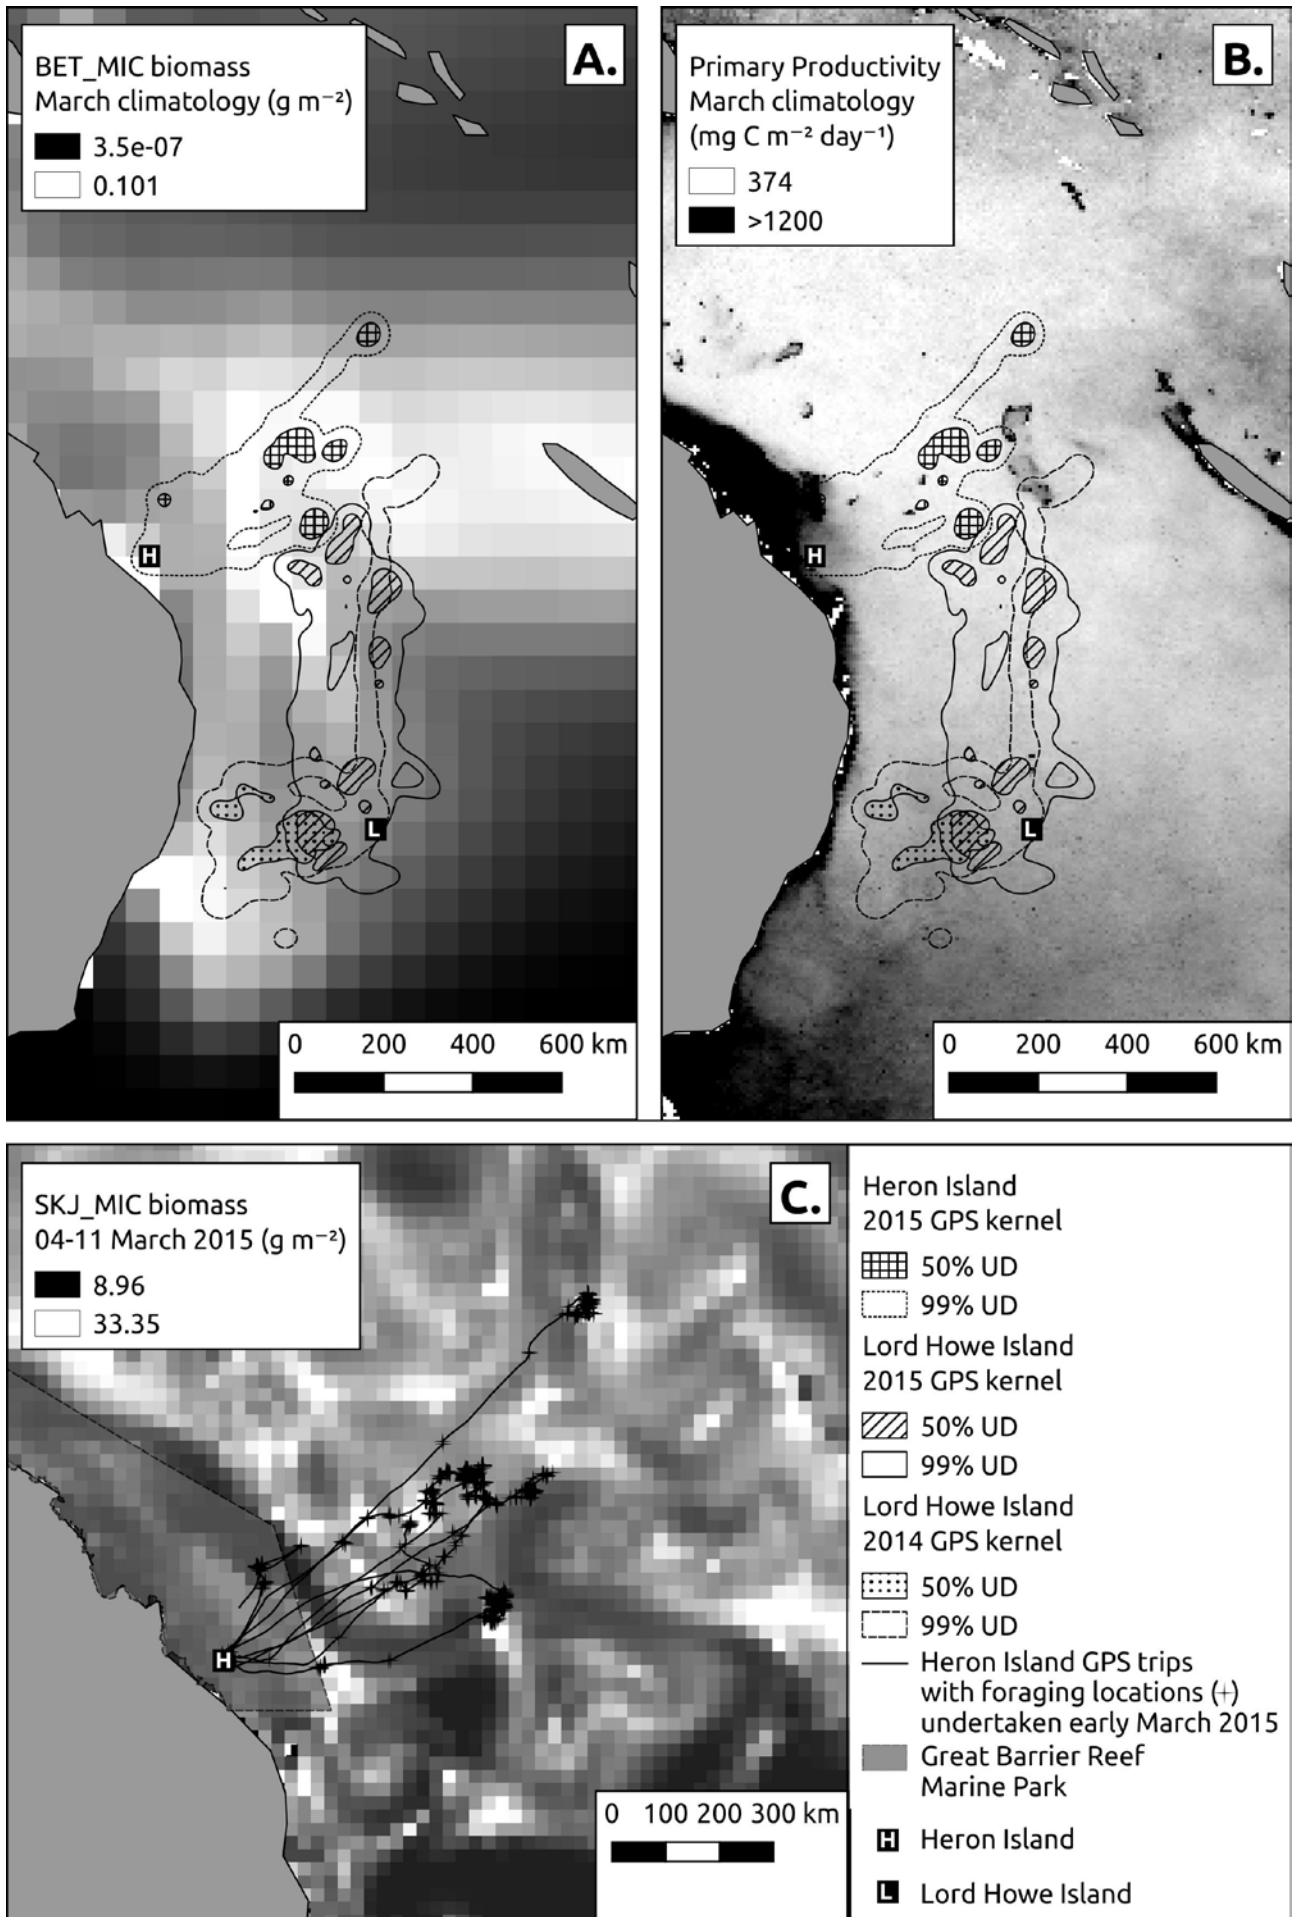 BET_MIC biomass
March climatology (g m⁻²)
3.5e-07
0.101
A.
H
L
0 200 400 600 km
Primary Productivity
March climatology
(mg C m⁻² day⁻¹)
374
>1200
B.
H
L
0 200 400 600 km
SKJ_MIC biomass
04-11 March 2015 (g m⁻²)
8.96
33.35
C.
H
0 100 200 300 km
Heron Island
2015 GPS kernel
50% UD
99% UD
Lord Howe Island
2015 GPS kernel
50% UD
99% UD
Lord Howe Island
2014 GPS kernel
50% UD
99% UD
Heron Island GPS trips
with foraging locations (+)
undertaken early March 2015
Great Barrier Reef
Marine Park
H Heron Island
L Lord Howe Island